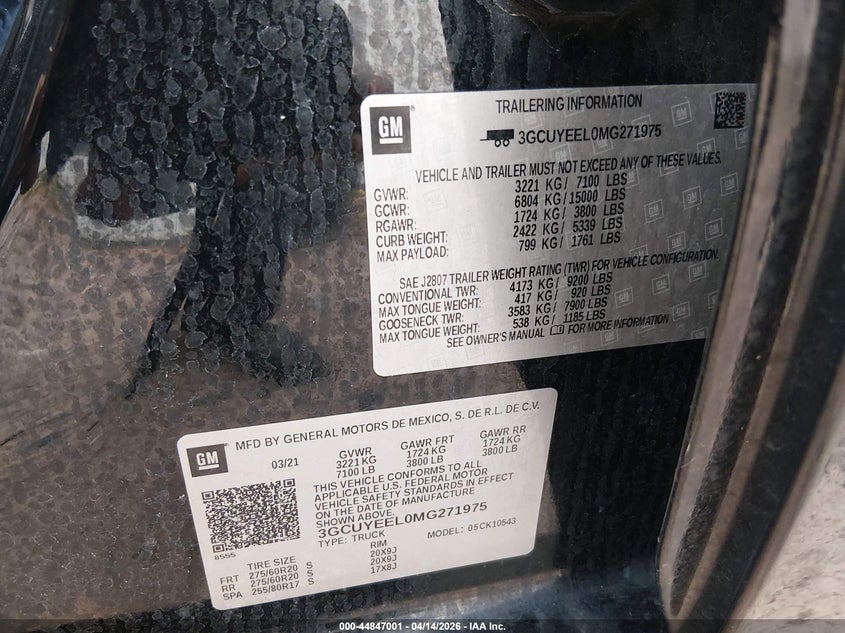 GM
TRAILERING INFORMATION
3GCUYEEL0MG271975
VEHICLE AND TRAILER MUST NOT EXCEED ANY OF THESE VALUES.
GVWR: 3221 KG / 7100 LBS
GCWR: 6804 KG / 15000 LBS
RGAWR: 1724 KG / 3800 LBS
CURB WEIGHT: 2422 KG / 5339 LBS
MAX PAYLOAD: 799 KG / 1761 LBS
SAE J2807 TRAILER WEIGHT RATING (TWR) FOR VEHICLE CONFIGURATION.
CONVENTIONAL TWR: 4173 KG / 9200 LBS
MAX TONGUE WEIGHT: 417 KG / 920 LBS
GOOSENECK TWR: 3583 KG / 7900 LBS
MAX TONGUE WEIGHT: 538 KG / 1185 LBS
SEE OWNER'S MANUAL FOR MORE INFORMATION
GM
MFD BY GENERAL MOTORS DE MEXICO, S. DE R.L. DE C.V.
03/21 GVWR GAWR FRT GAWR RR
3221 KG 1724 KG 1724 KG
7100 LB 3800 LB 3800 LB
THIS VEHICLE CONFORMS TO ALL
APPLICABLE U.S. FEDERAL MOTOR
VEHICLE SAFETY STANDARDS IN EFFECT
ON THE DATE OF MANUFACTURE
SHOWN ABOVE.
3GCUYEEL0MG271975
8555 TYPE: TRUCK MODEL: 05CK10543
TIRE SIZE RIM
FRT 275/60R20 S 20X9J
RR 275/60R20 S 20X9J
SPA 255/80R17 S 17X8J
000-44847001 - 04/14/2026 - IAA Inc.